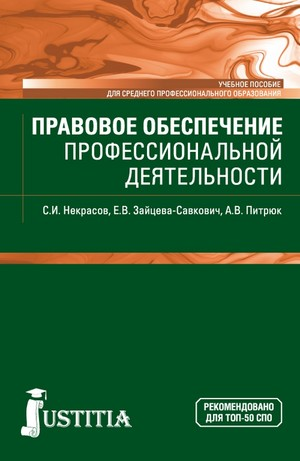 УЧЕБНОЕ ПОСОБИЕ
ДЛЯ СРЕДНЕГО ПРОФЕССИОНАЛЬНОГО ОБРАЗОВАНИЯ
ПРАВОВОЕ ОБЕСПЕЧЕНИЕ
ПРОФЕССИОНАЛЬНОЙ
ДЕЯТЕЛЬНОСТИ
С.И. Некрасов, Е.В. Зайцева-Савкович, А.В. Питрюк
JUSTITIA
РЕКОМЕНДОВАНО
ДЛЯ ТОП-50 СПО